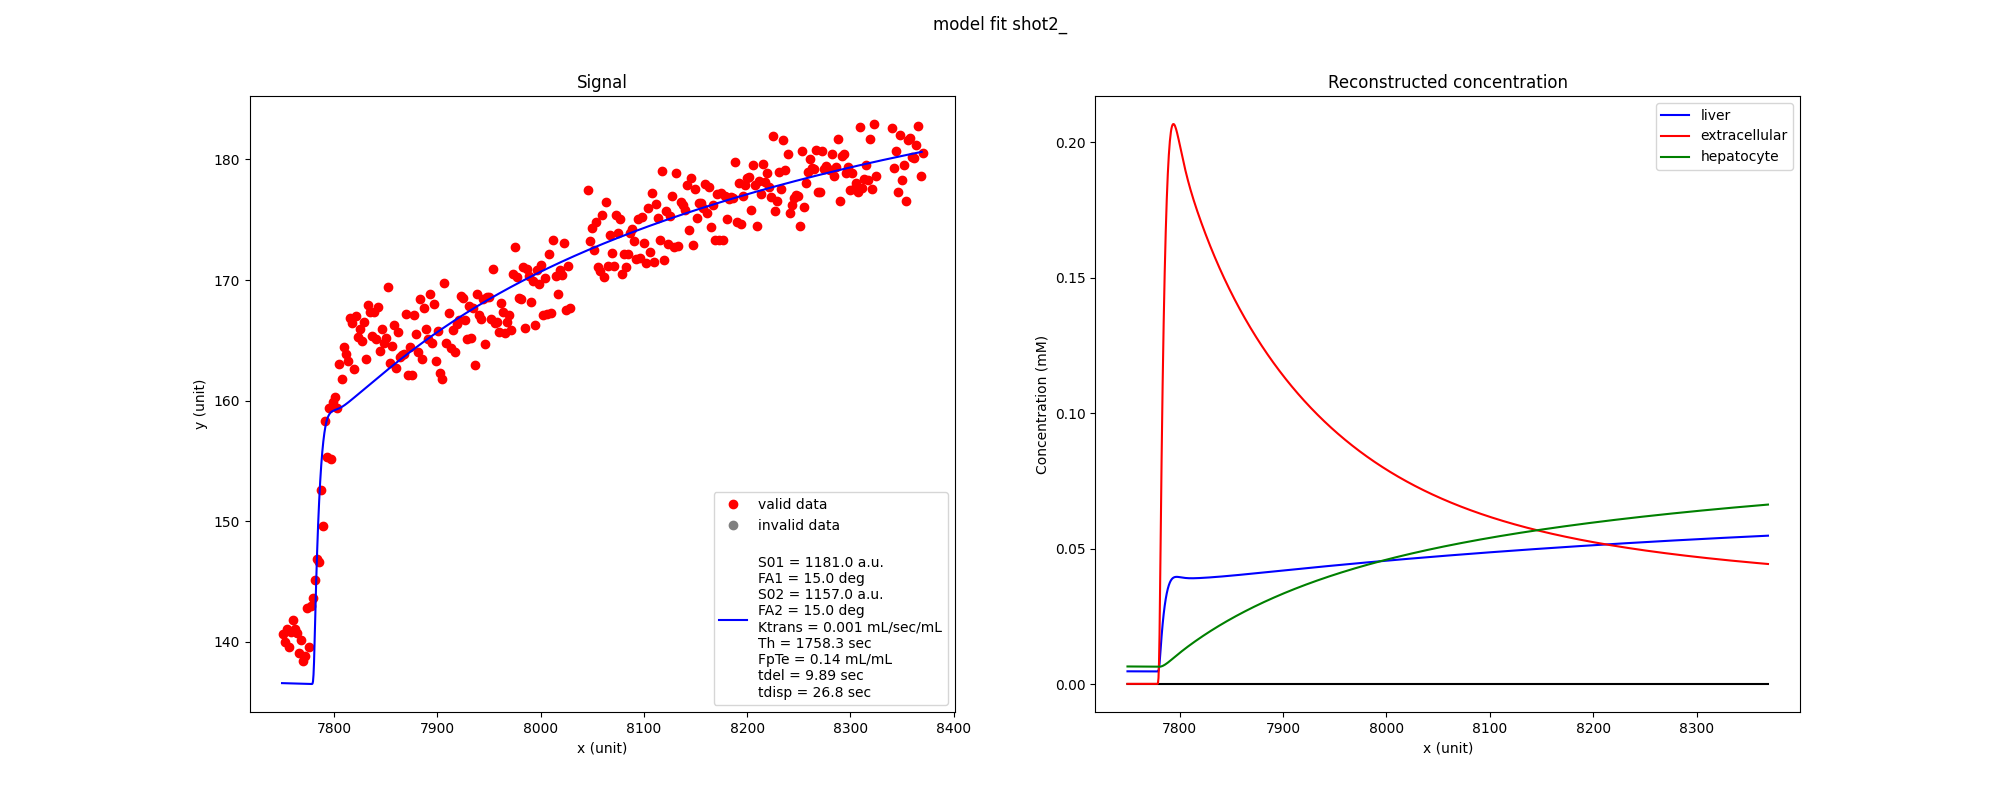 model fit shot2_
Signal
y (unit)
180
170
160
150
140
7800
7900
8000
8100
8200
8300
8400
x (unit)
valid data
invalid data
S01 = 1181.0 a.u.
FA1 = 15.0 deg
S02 = 1157.0 a.u.
FA2 = 15.0 deg
Ktrans = 0.001 mL/sec/mL
Th = 1758.3 sec
FpTe = 0.14 mL/mL
tdel = 9.89 sec
tdisp = 26.8 sec
Reconstructed concentration
Concentration (mM)
0.20
0.15
0.10
0.05
0.00
7800
7900
8000
8100
8200
8300
x (unit)
liver
extracellular
hepatocyte